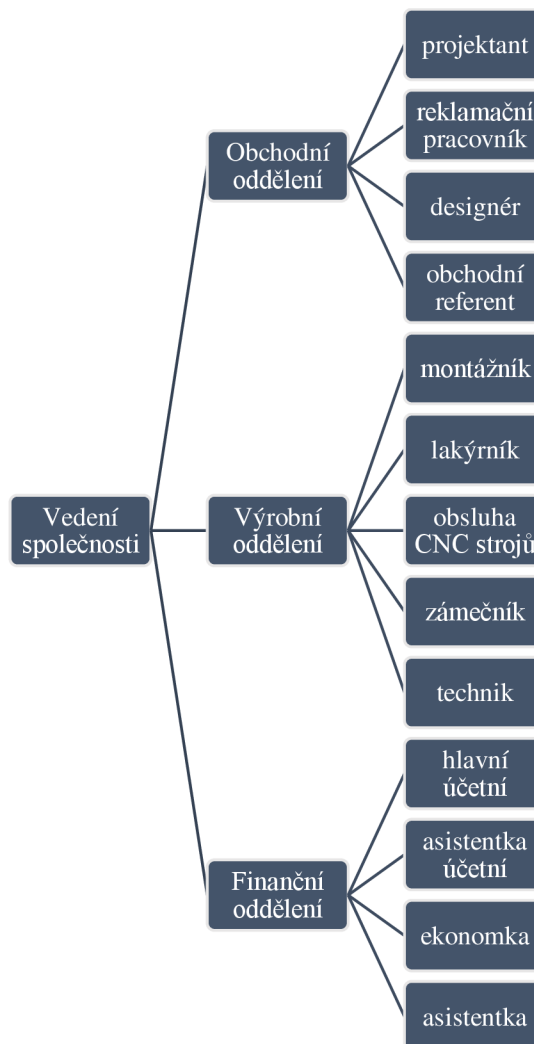 Vedení
společnosti
Obchodní
oddělení
projektant
reklamační
pracovník
designér
obchodní
referent
Výrobní
oddělení
montážník
lakýrník
obsluha
CNC strojů
zámečník
technik
Finanční
oddělení
hlavní
účetní
asistentka
účetní
ekonomka
asistentka